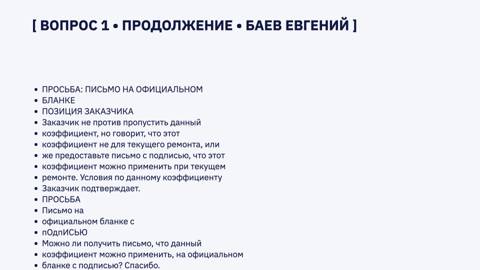 [ ВОПРОС 1 • ПРОДОЛЖЕНИЕ • БАЕВ ЕВГЕНИЙ ]
• ПРОСЬБА: ПИСЬМО НА ОФИЦИАЛЬНОМ
• БЛАНКЕ
• ПОЗИЦИЯ ЗАКАЗЧИКА
• Заказчик не против пропустить данный
• коэффициент, но говорит, что этот
• коэффициент не для текущего ремонта, или
• же предоставьте письмо с подписью, что этот
• коэффициент можно применить при текущем
• ремонте. Условия по данному коэффициенту
• Заказчик подтверждает.
• ПРОСЬБА
• Письмо на
• официальном бланке с
• пОдпИСЬЮ
• Можно ли получить письмо, что данный
• коэффициент можно применить, на официальном
• бланке с подписью? Спасибо.